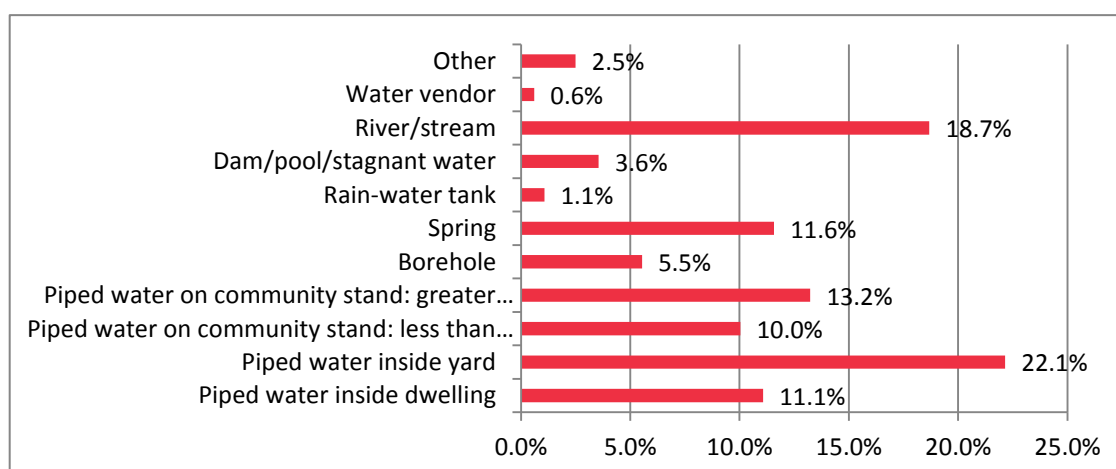 Other 2.5%
Water vendor 0.6%
River/stream 18.7%
Dam/pool/stagnant water 3.6%
Rain-water tank 1.1%
Spring 11.6%
Borehole 5.5%
Piped water on community stand: greater... 13.2%
Piped water on community stand: less than... 10.0%
Piped water inside yard 22.1%
Piped water inside dwelling 11.1%
0.0% 5.0% 10.0% 15.0% 20.0% 25.0%